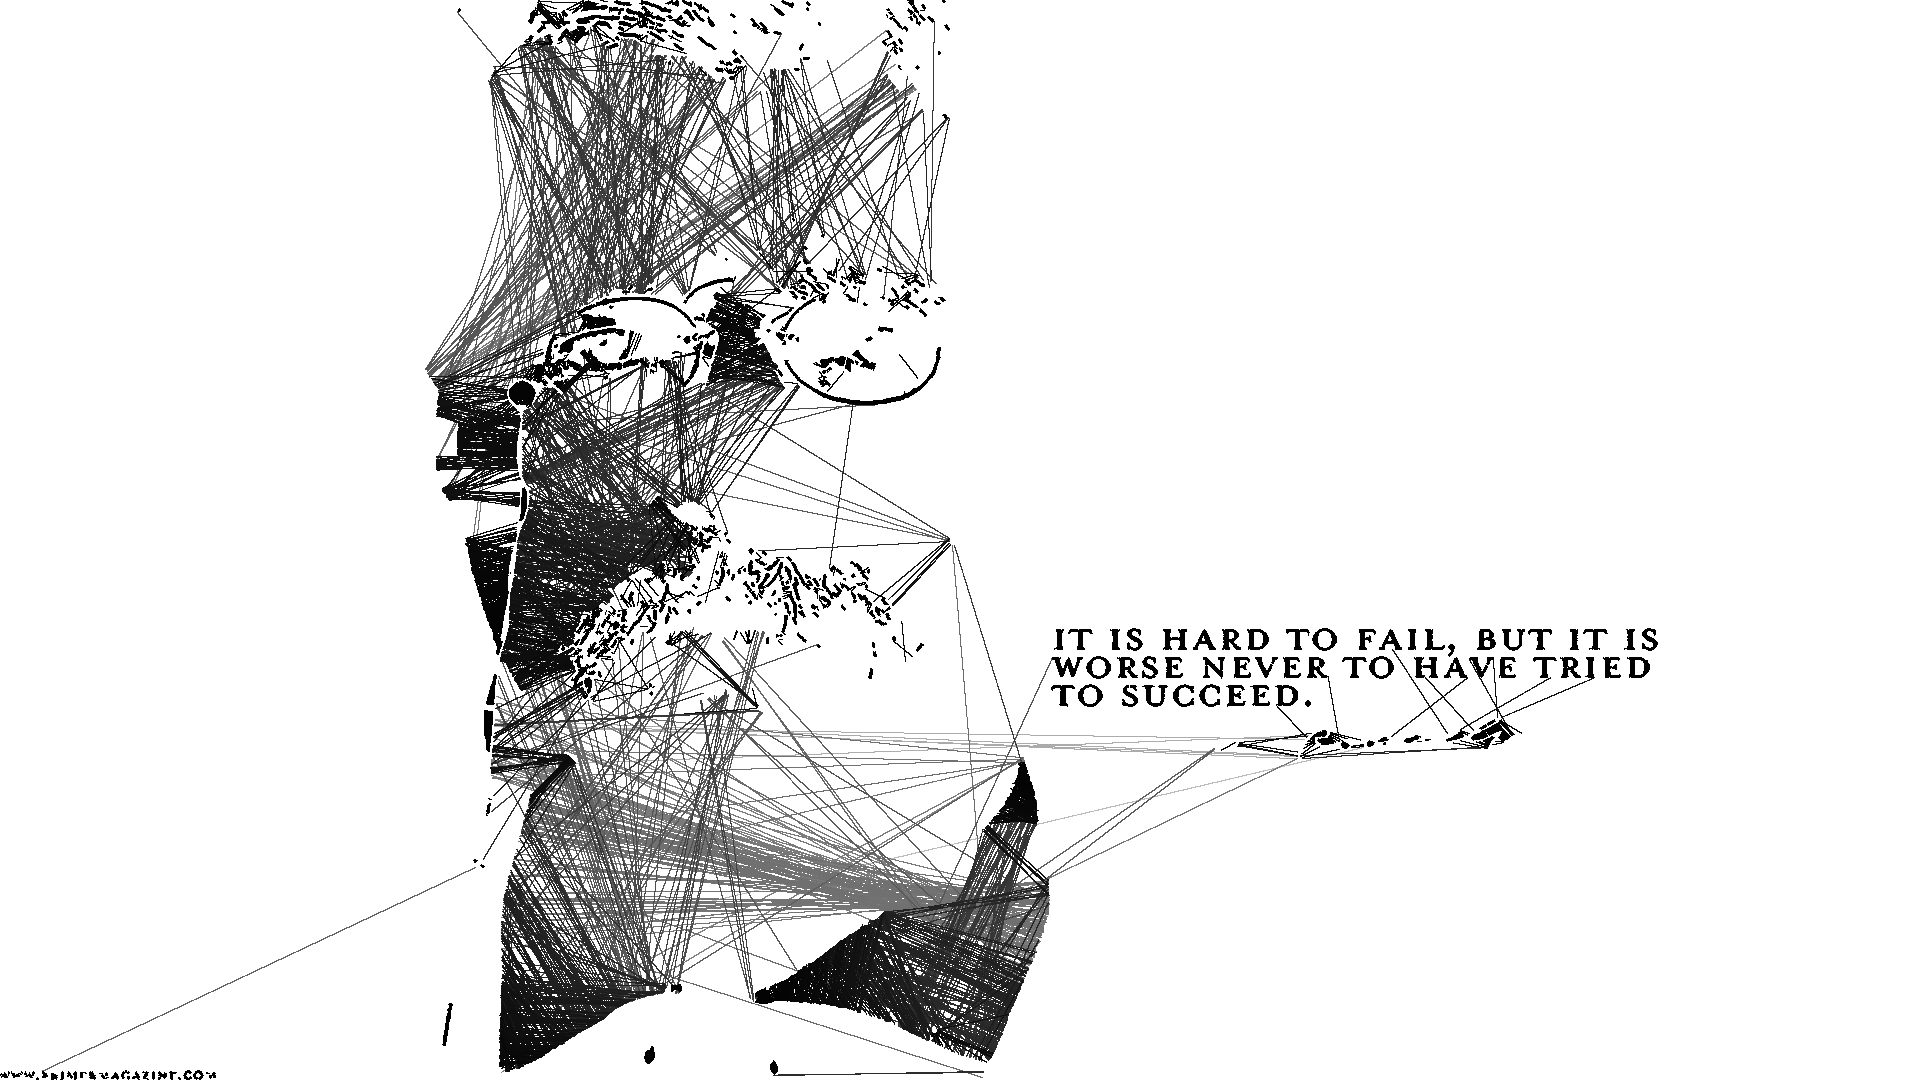 IT IS HARD TO FAIL, BUT IT IS
WORSE NEVER TO HAVE TRIED
TO SUCCEED.